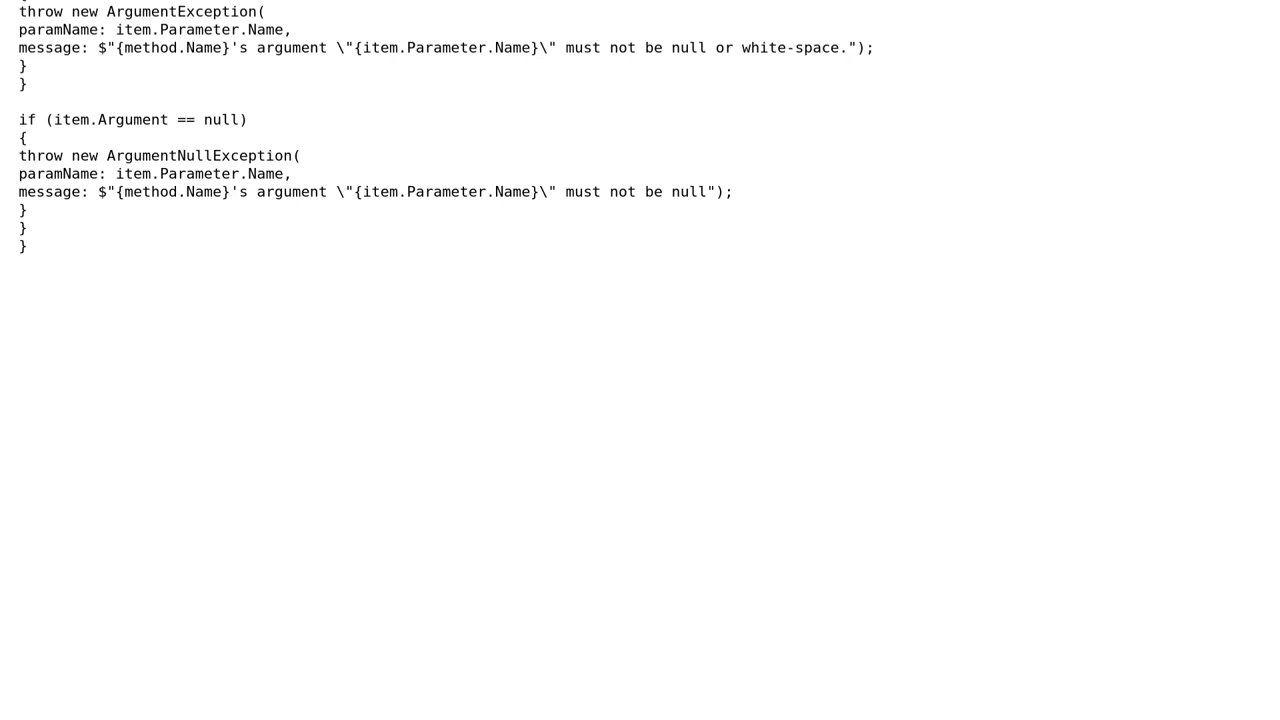 throw new ArgumentException(
paramName: item.Parameter.Name,
message: $"{method.Name}'s argument \"{item.Parameter.Name}\" must not be null or white-space.");
}
}

if (item.Argument == null)
{
throw new ArgumentNullException(
paramName: item.Parameter.Name,
message: $"{method.Name}'s argument \"{item.Parameter.Name}\" must not be null");
}
}
}